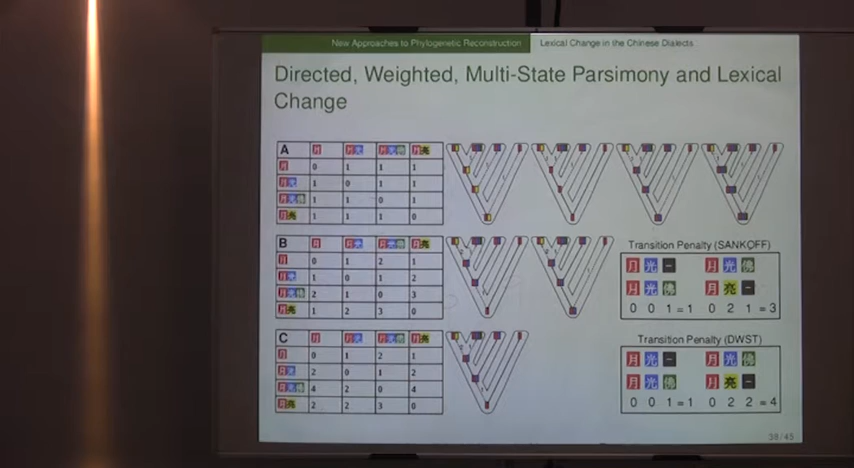 New Approaches to Phylogenetic Reconstruction Lexical Change in the Chinese Dialects
Directed, Weighted, Multi-State Parsimony and Lexical
Change
A 月 月光 月光佛 月亮
月 0 1 1 1
月光 1 0 1 1
月光佛 1 1 0 1
月亮 1 1 1 0
B 月 月光 月光佛 月亮
月 0 1 2 1
月光 1 0 1 2
月光佛 2 1 0 3
月亮 1 2 3 0
Transition Penalty (SANKOFF)
月 光 - 月 光 佛
月 光 佛 月 亮 -
0 0 1 = 1 0 2 1 = 3
C 月 月光 月光佛 月亮
月 0 1 2 1
月光 2 0 1 2
月光佛 4 2 0 4
月亮 2 2 3 0
Transition Penalty (DWST)
月 光 - 月 光 佛
月 光 佛 月 亮 -
0 0 1 = 1 0 2 2 = 4
38/45